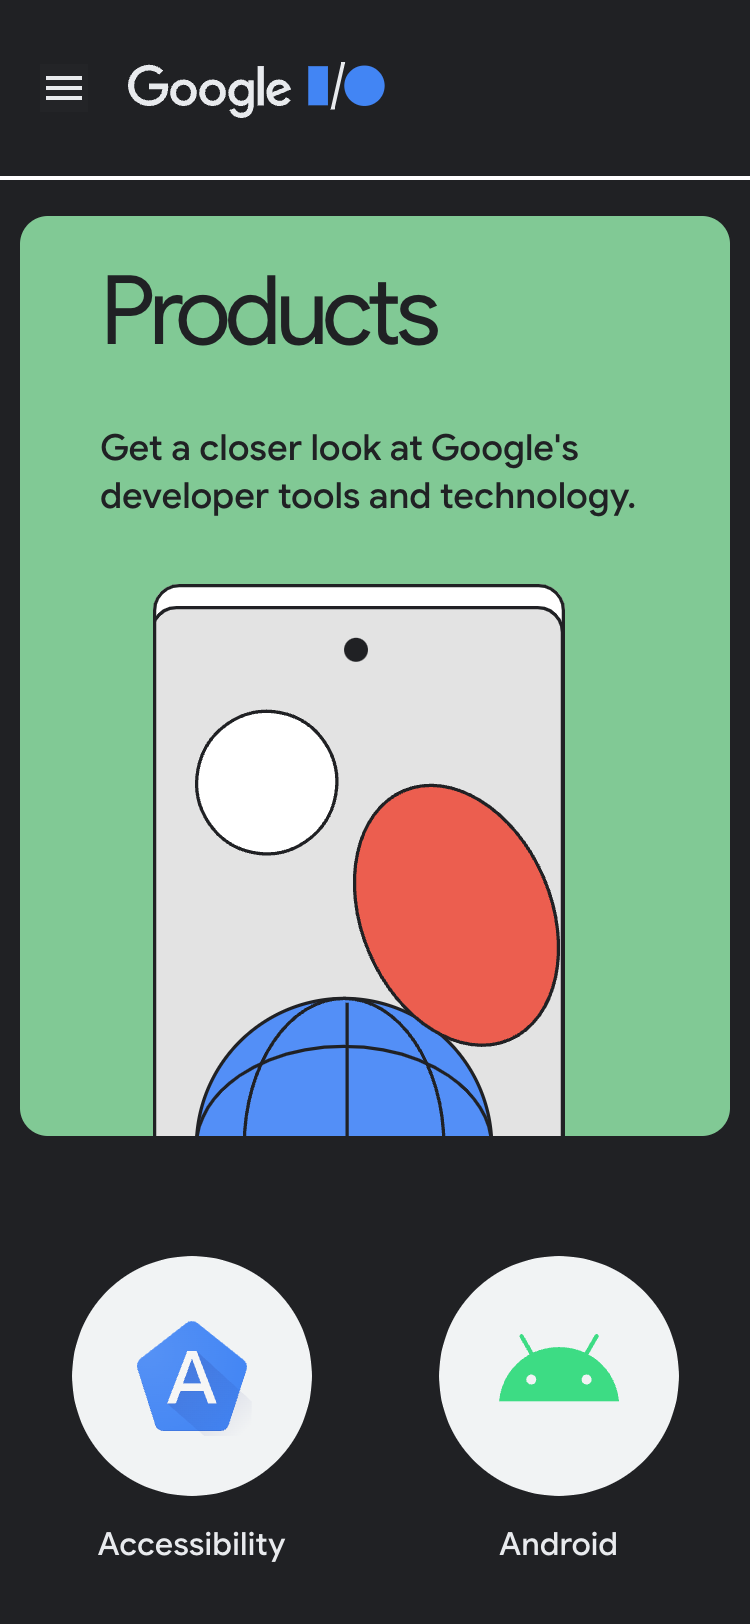 Google I/O
Products
Get a closer look at Google's
developer tools and technology.
A
Accessibility
Android